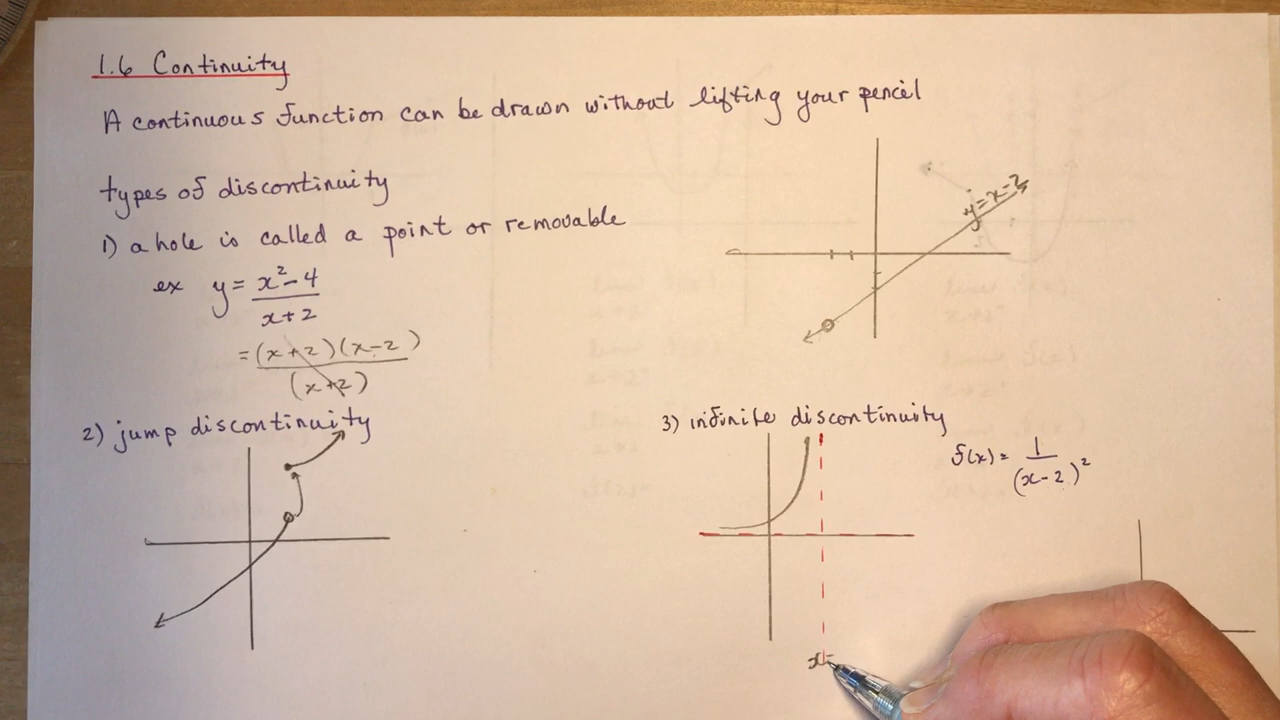 1.6 Continuity
A continuous function can be drawn without lifting your pencil
types of discontinuity
1) a hole is called a point or removable
ex y = x² - 4
x + 2
= (x+2)(x-2)
(x+2)
y = x - 2
2) jump discontinuity
3) infinite discontinuity
f(x) = 1
(x-2)²
x=